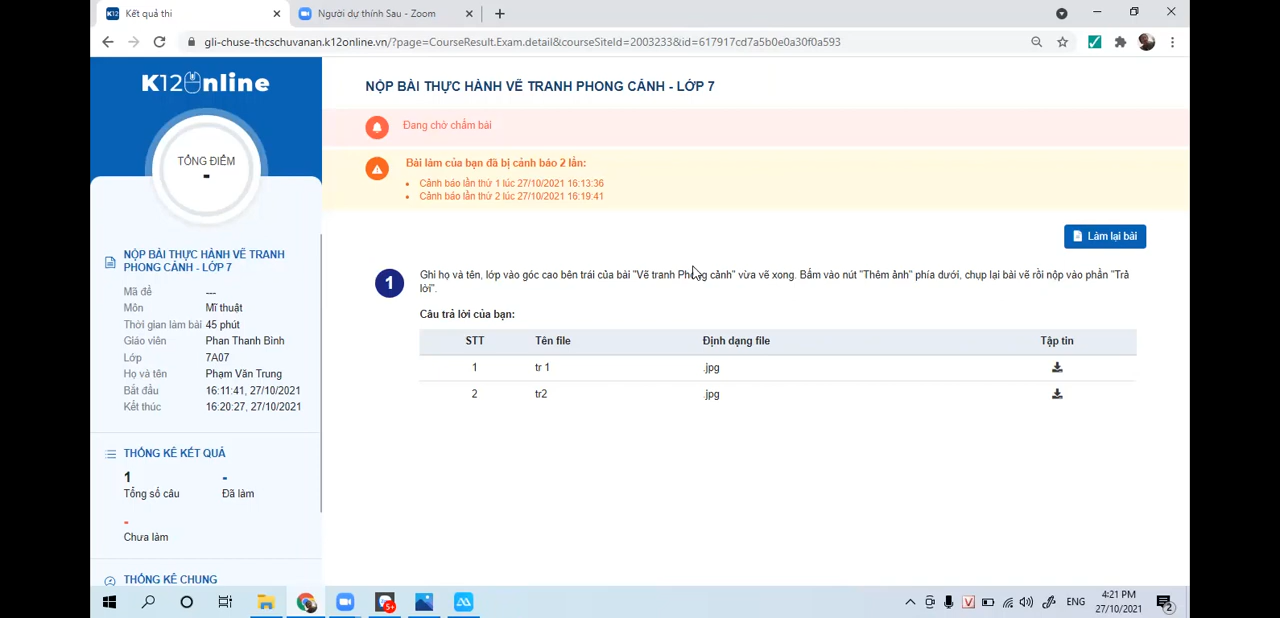 Kết quả thi
Người dự thính Sau - Zoom
gli-chuse-thcschuvanan.k12online.vn/?page=CourseResult.Exam.detail&courseSiteId=2003233&id=617917cd7a5b0e0a30f0a593
K12Online
TỔNG ĐIỂM
-
NỘP BÀI THỰC HÀNH VẼ TRANH
PHONG CẢNH - LỚP 7
Mã đề ---
Môn Mĩ thuật
Thời gian làm bài 45 phút
Giáo viên Phan Thanh Bình
Lớp 7A07
Họ và tên Phạm Văn Trung
Bắt đầu 16:11:41, 27/10/2021
Kết thúc 16:20:27, 27/10/2021
THỐNG KÊ KẾT QUẢ
1 -
Tổng số câu Đã làm
-
Chưa làm
THỐNG KÊ CHUNG
NỘP BÀI THỰC HÀNH VẼ TRANH PHONG CẢNH - LỚP 7
Đang chờ chấm bài
Bài làm của bạn đã bị cảnh báo 2 lần:
Cảnh báo lần thứ 1 lúc 27/10/2021 16:13:36
Cảnh báo lần thứ 2 lúc 27/10/2021 16:19:41
Làm lại bài
1
Ghi họ và tên, lớp vào góc cao bên trái của bài "Vẽ tranh Phong cảnh" vừa vẽ xong. Bấm vào nút "Thêm ảnh" phía dưới, chụp lại bài vẽ rồi nộp vào phần "Trả
lời".
Câu trả lời của bạn:
STT Tên file Định dạng file Tập tin
1 tr 1 .jpg
2 tr2 .jpg
5+
V
ENG
4:21 PM
27/10/2021
2